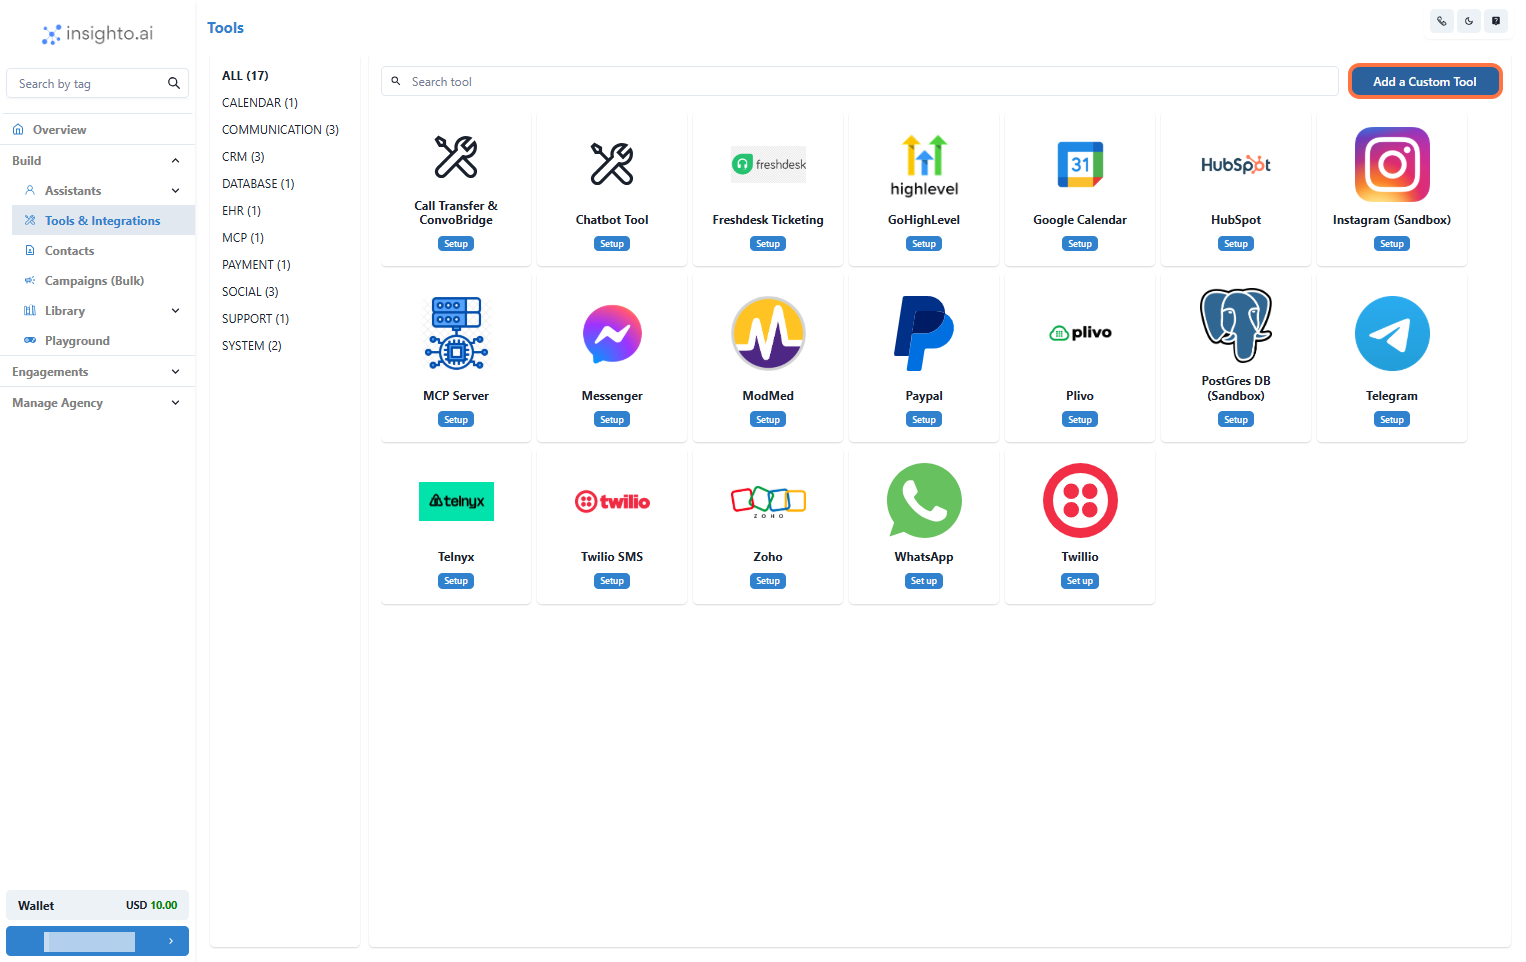 insighto.ai
Search by tag
Overview
Build
Assistants
Tools & Integrations
Contacts
Campaigns (Bulk)
Library
Playground
Engagements
Manage Agency
Wallet
USD 10.00
Tools
ALL (17)
CALENDAR (1)
COMMUNICATION (3)
CRM (3)
DATABASE (1)
EHR (1)
MCP (1)
PAYMENT (1)
SOCIAL (3)
SUPPORT (1)
SYSTEM (2)
Search tool
Add a Custom Tool
Call Transfer &
ConvoBridge
Setup
Chatbot Tool
Setup
freshdesk
Freshdesk Ticketing
Setup
highlevel
GoHighLevel
Setup
31
Google Calendar
Setup
HubSpot
HubSpot
Setup
Instagram (Sandbox)
Setup
MCP Server
Setup
Messenger
Setup
ModMed
Setup
Paypal
Setup
plivo
Plivo
Setup
PostGres DB
(Sandbox)
Setup
Telegram
Setup
telnyx
Telnyx
Setup
twilio
Twilio SMS
Setup
ZOHO
Zoho
Setup
WhatsApp
Set up
Twillio
Set up